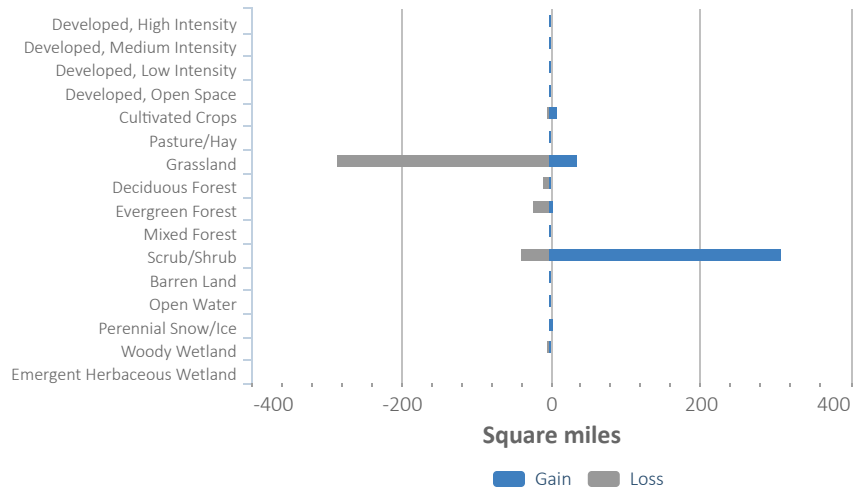 Developed, High Intensity
Developed, Medium Intensity
Developed, Low Intensity
Developed, Open Space
Cultivated Crops
Pasture/Hay
Grassland
Deciduous Forest
Evergreen Forest
Mixed Forest
Scrub/Shrub
Barren Land
Open Water
Perennial Snow/Ice
Woody Wetland
Emergent Herbaceous Wetland
-400 -200 0 200 400
Square miles
Gain Loss